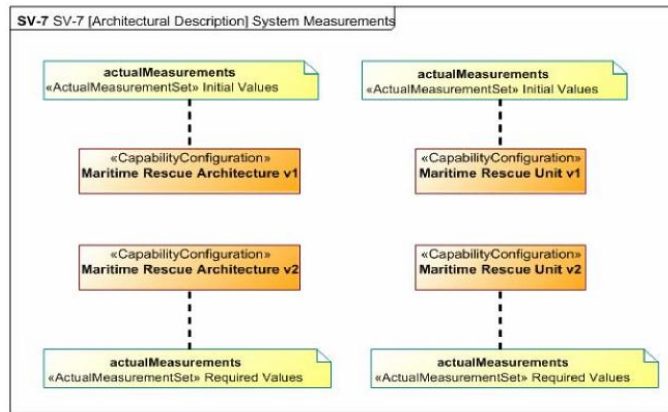 SV-7 SV-7 [Architectural Description] System Measurements
actualMeasurements
«ActualMeasurementSet» Initial Values
actualMeasurements
«ActualMeasurementSet» Initial Values
«CapabilityConfiguration»
Maritime Rescue Architecture v1
«CapabilityConfiguration»
Maritime Rescue Unit v1
«CapabilityConfiguration»
Maritime Rescue Architecture v2
«CapabilityConfiguration»
Maritime Rescue Unit v2
actualMeasurements
«ActualMeasurementSet» Required Values
actualMeasurements
«ActualMeasurementSet» Required Values